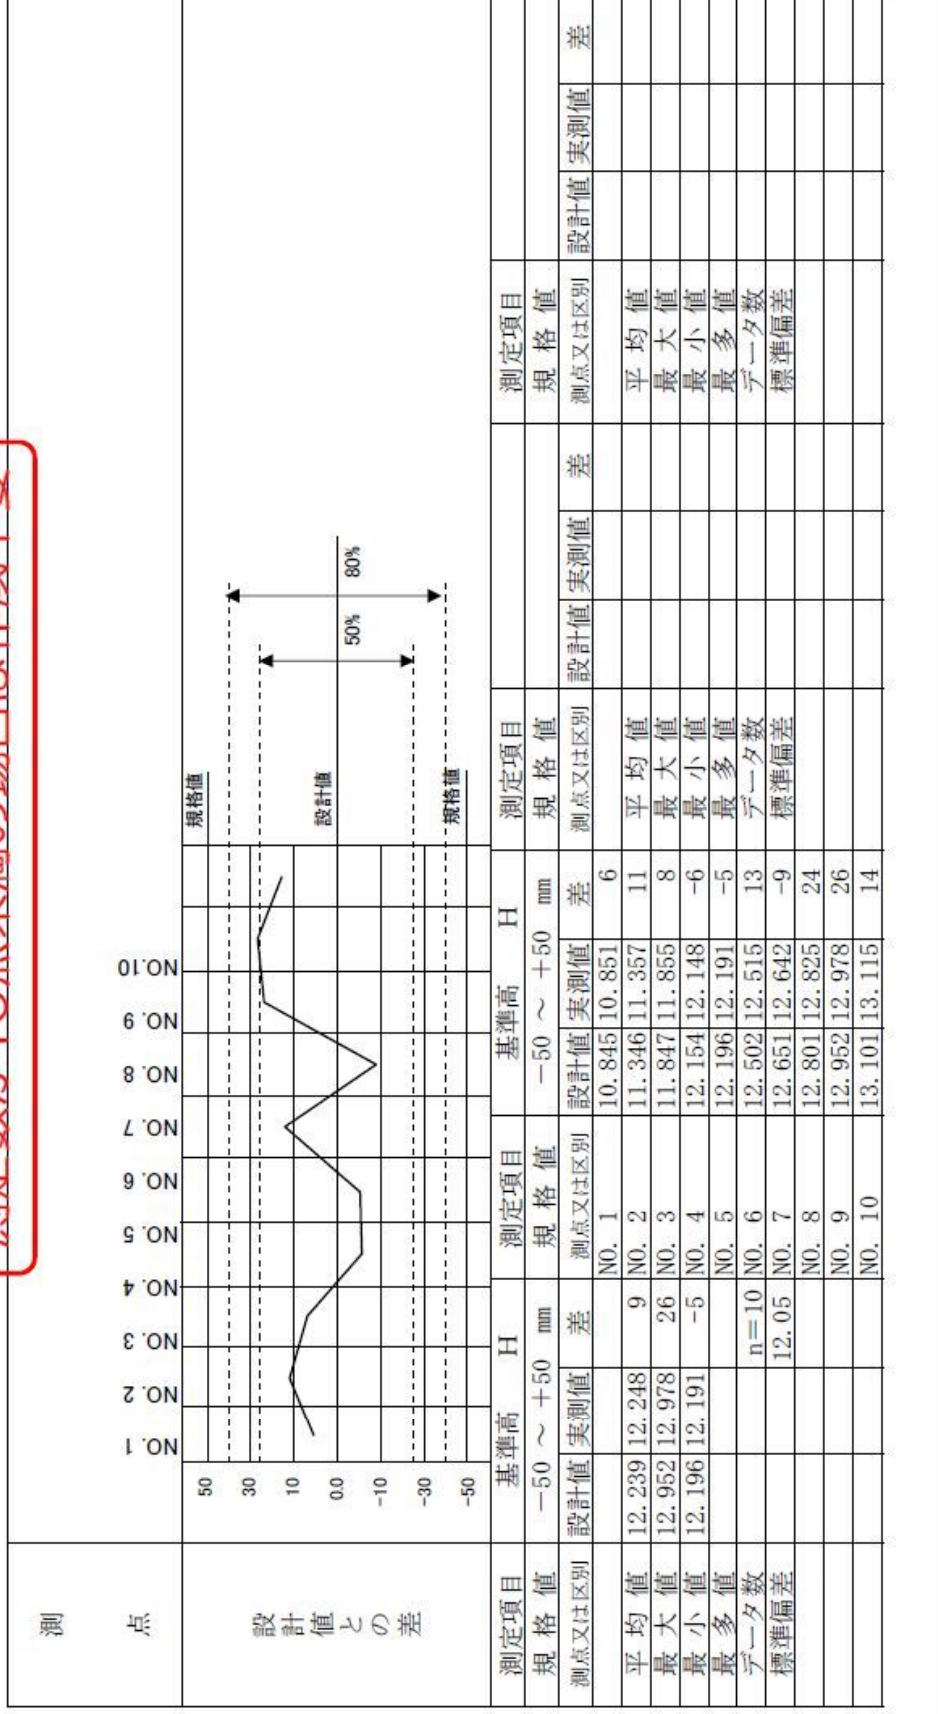 測 点 NO.1 NO.2 NO.3 NO.4 NO.5 NO.6 NO.7 NO.8 NO.9 NO.10
設計値との差
50 規格値
30
10
0.0 設計値 50% 80%
-10
-30
-50 規格値
測定項目 基準高 H 測定項目 基準高 H 測定項目 測定項目
規格値 -50 ～ +50 mm 規格値 -50 ～ +50 mm 規格値 規格値
測点又は区別 設計値 実測値 差 測点又は区別 設計値 実測値 差 測点又は区別 設計値 実測値 差 測点又は区別 設計値 実測値 差
NO. 1 10.845 10.851 6
平均値 12.239 12.248 9 NO. 2 11.346 11.357 11 平均値 平均値
最大値 12.952 12.978 26 NO. 3 11.847 11.855 8 最大値 最大値
最小値 12.196 12.191 -5 NO. 4 12.154 12.148 -6 最小値 最小値
最多値 NO. 5 12.196 12.191 -5 最多値 最多値
データ数 n=10 NO. 6 12.502 12.515 13 データ数 データ数
標準偏差 12.05 NO. 7 12.651 12.642 -9 標準偏差 標準偏差
NO. 8 12.801 12.825 24
NO. 9 12.952 12.978 26
NO. 10 13.101 13.115 14